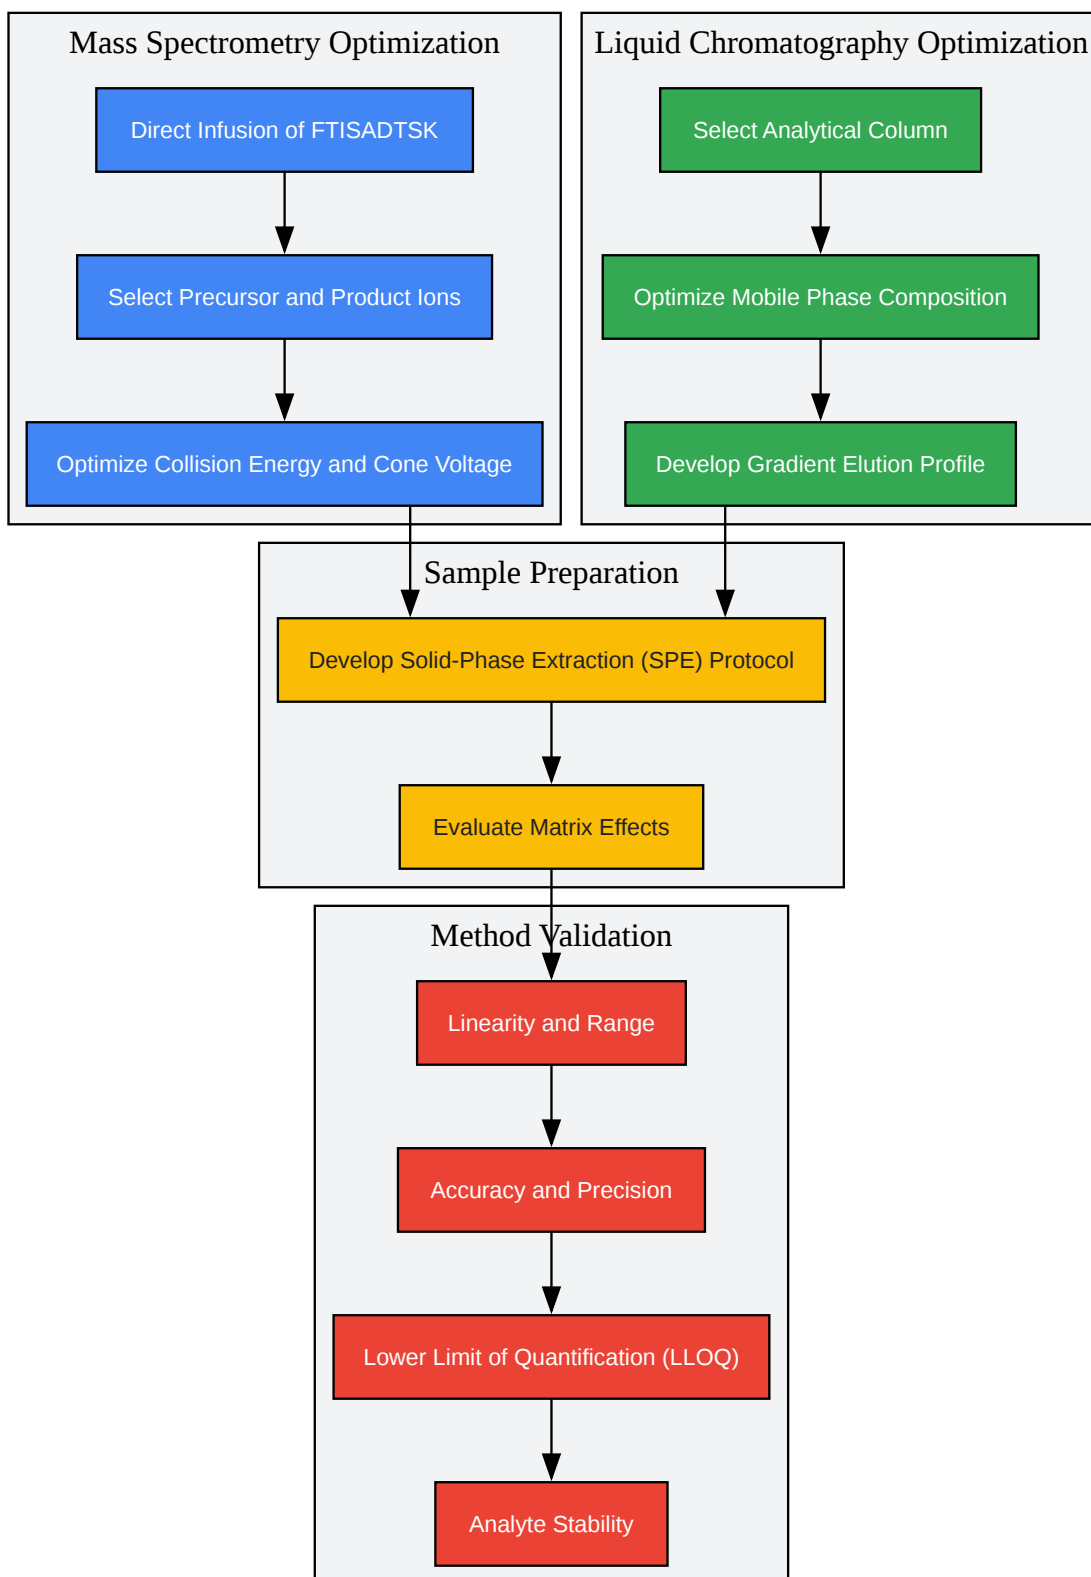 Mass Spectrometry Optimization
Direct Infusion of FTISADTSK
Select Precursor and Product Ions
Optimize Collision Energy and Cone Voltage
Liquid Chromatography Optimization
Select Analytical Column
Optimize Mobile Phase Composition
Develop Gradient Elution Profile
Sample Preparation
Develop Solid-Phase Extraction (SPE) Protocol
Evaluate Matrix Effects
Method Validation
Linearity and Range
Accuracy and Precision
Lower Limit of Quantification (LLOQ)
Analyte Stability